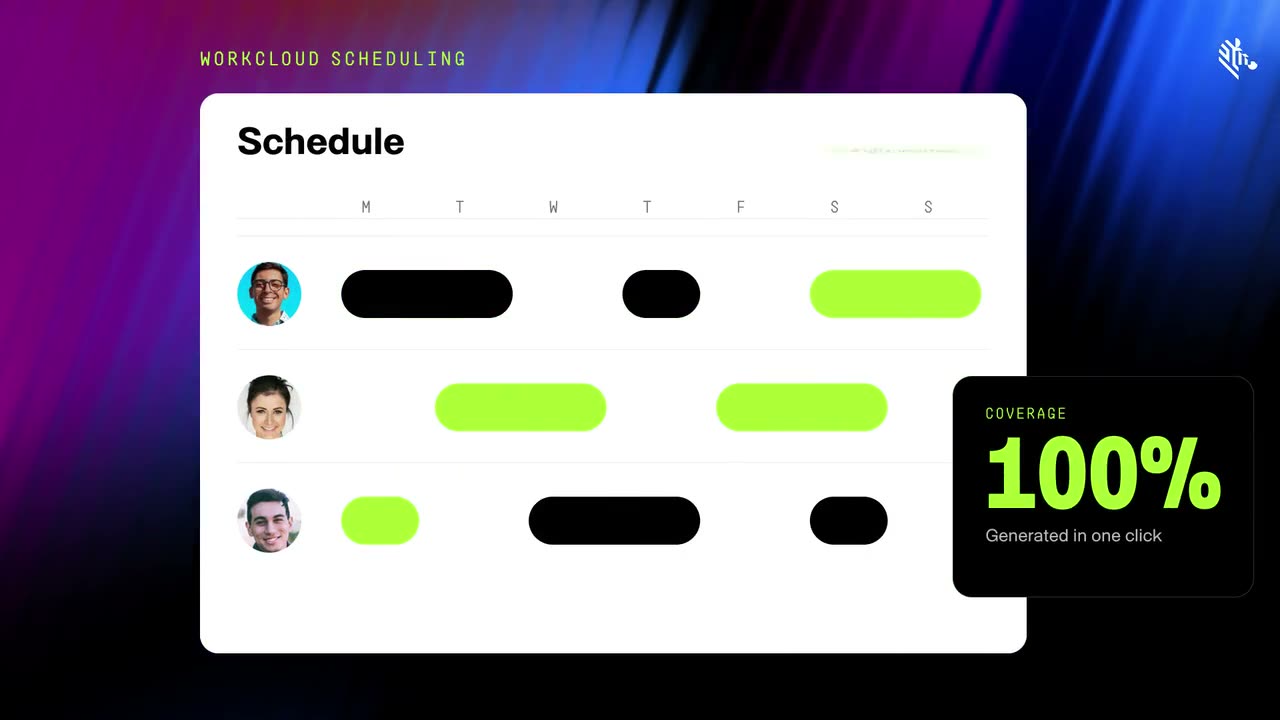 WORKCLOUD SCHEDULING
Schedule
M T W T F S S
COVERAGE
100%
Generated in one click